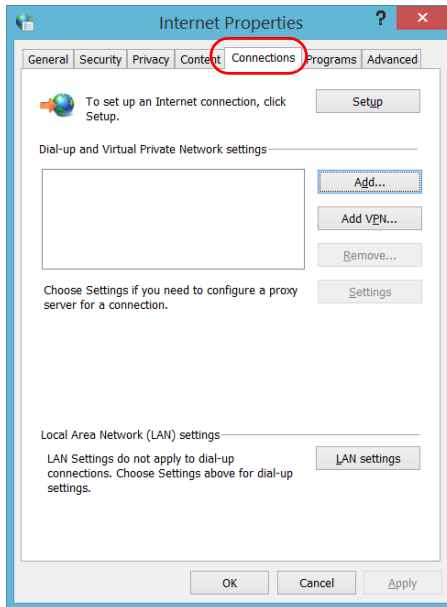 Internet Properties
? ×
General Security Privacy Content Connections Programs Advanced
To set up an Internet connection, click
Setup.
Setup
Dial-up and Virtual Private Network settings
Add...
Add VPN...
Remove...
Choose Settings if you need to configure a proxy
server for a connection.
Settings
Local Area Network (LAN) settings
LAN Settings do not apply to dial-up
connections. Choose Settings above for dial-up
settings.
LAN settings
OK Cancel Apply